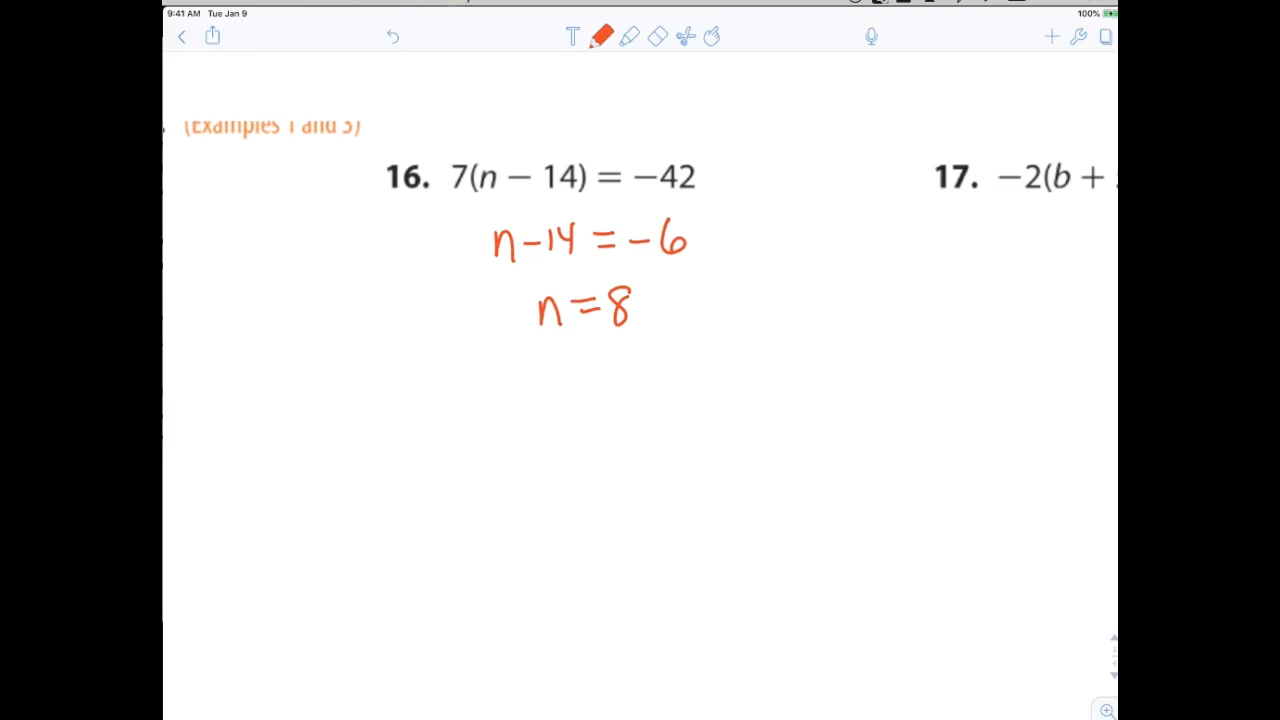 9:41 AM Tue Jan 9 100%
T
(Examples 1 and 3)
16. 7(n − 14) = −42
17. −2(b +
n - 14 = - 6
n = 8